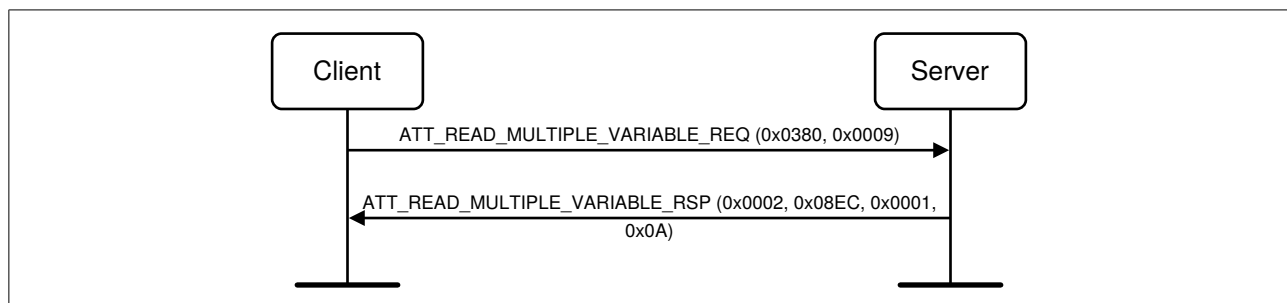 Client
Server
ATT_READ_MULTIPLE_VARIABLE_REQ (0x0380, 0x0009)
ATT_READ_MULTIPLE_VARIABLE_RSP (0x0002, 0x08EC, 0x0001,
0x0A)